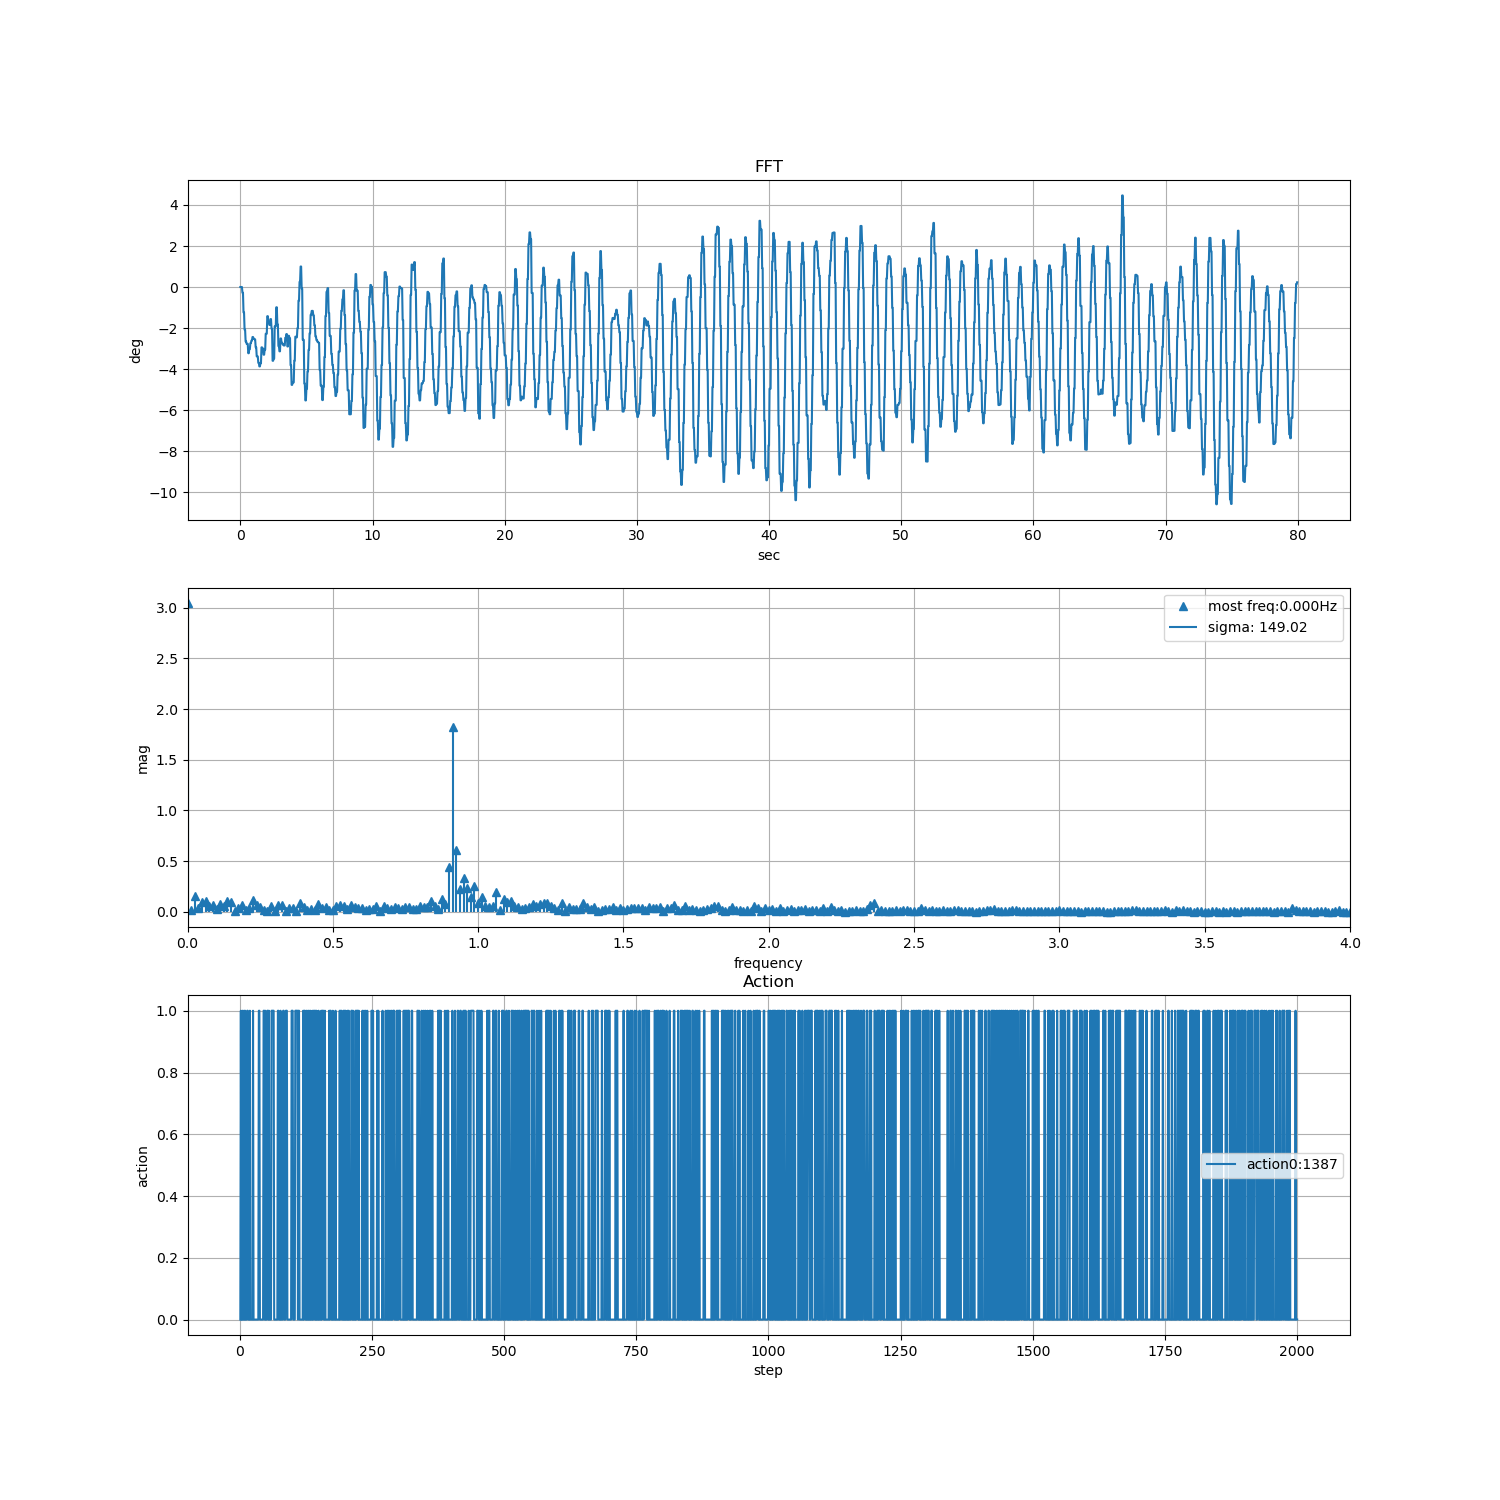 FFT
4
2
0
−2
−4
−6
−8
−10
deg
0 10 20 30 40 50 60 70 80
sec
3.0
2.5
2.0
1.5
1.0
0.5
0.0
mag
most freq:0.000Hz
sigma: 149.02
0.0 0.5 1.0 1.5 2.0 2.5 3.0 3.5 4.0
frequency
Action
1.0
0.8
0.6
0.4
0.2
0.0
action
action0:1387
0 250 500 750 1000 1250 1500 1750 2000
step